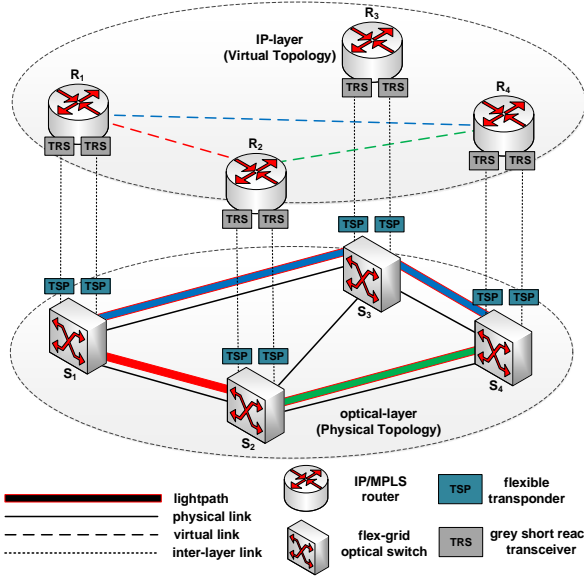 R3
IP-layer
(Virtual Topology)
R1
R4
TRS TRS
R2
TRS TRS
TRS TRS
TRS TRS
TSP TSP
TSP TSP
TSP TSP
S3
TSP TSP
S1
S4
S2
optical-layer
(Physical Topology)
lightpath
physical link
virtual link
inter-layer link
IP/MPLS
router
flex-grid
optical switch
TSP
flexible
transponder
TRS
grey short reac
transceiver